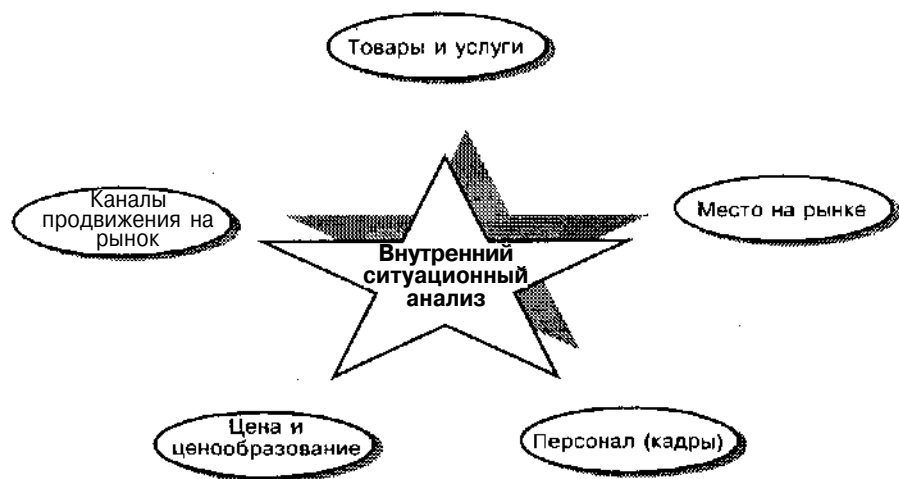 Товары и услуги
Каналы
продвижения на
рынок
Место на рынке
Внутренний
ситуационный
анализ
Цена и
ценообразование
Персонал (кадры)